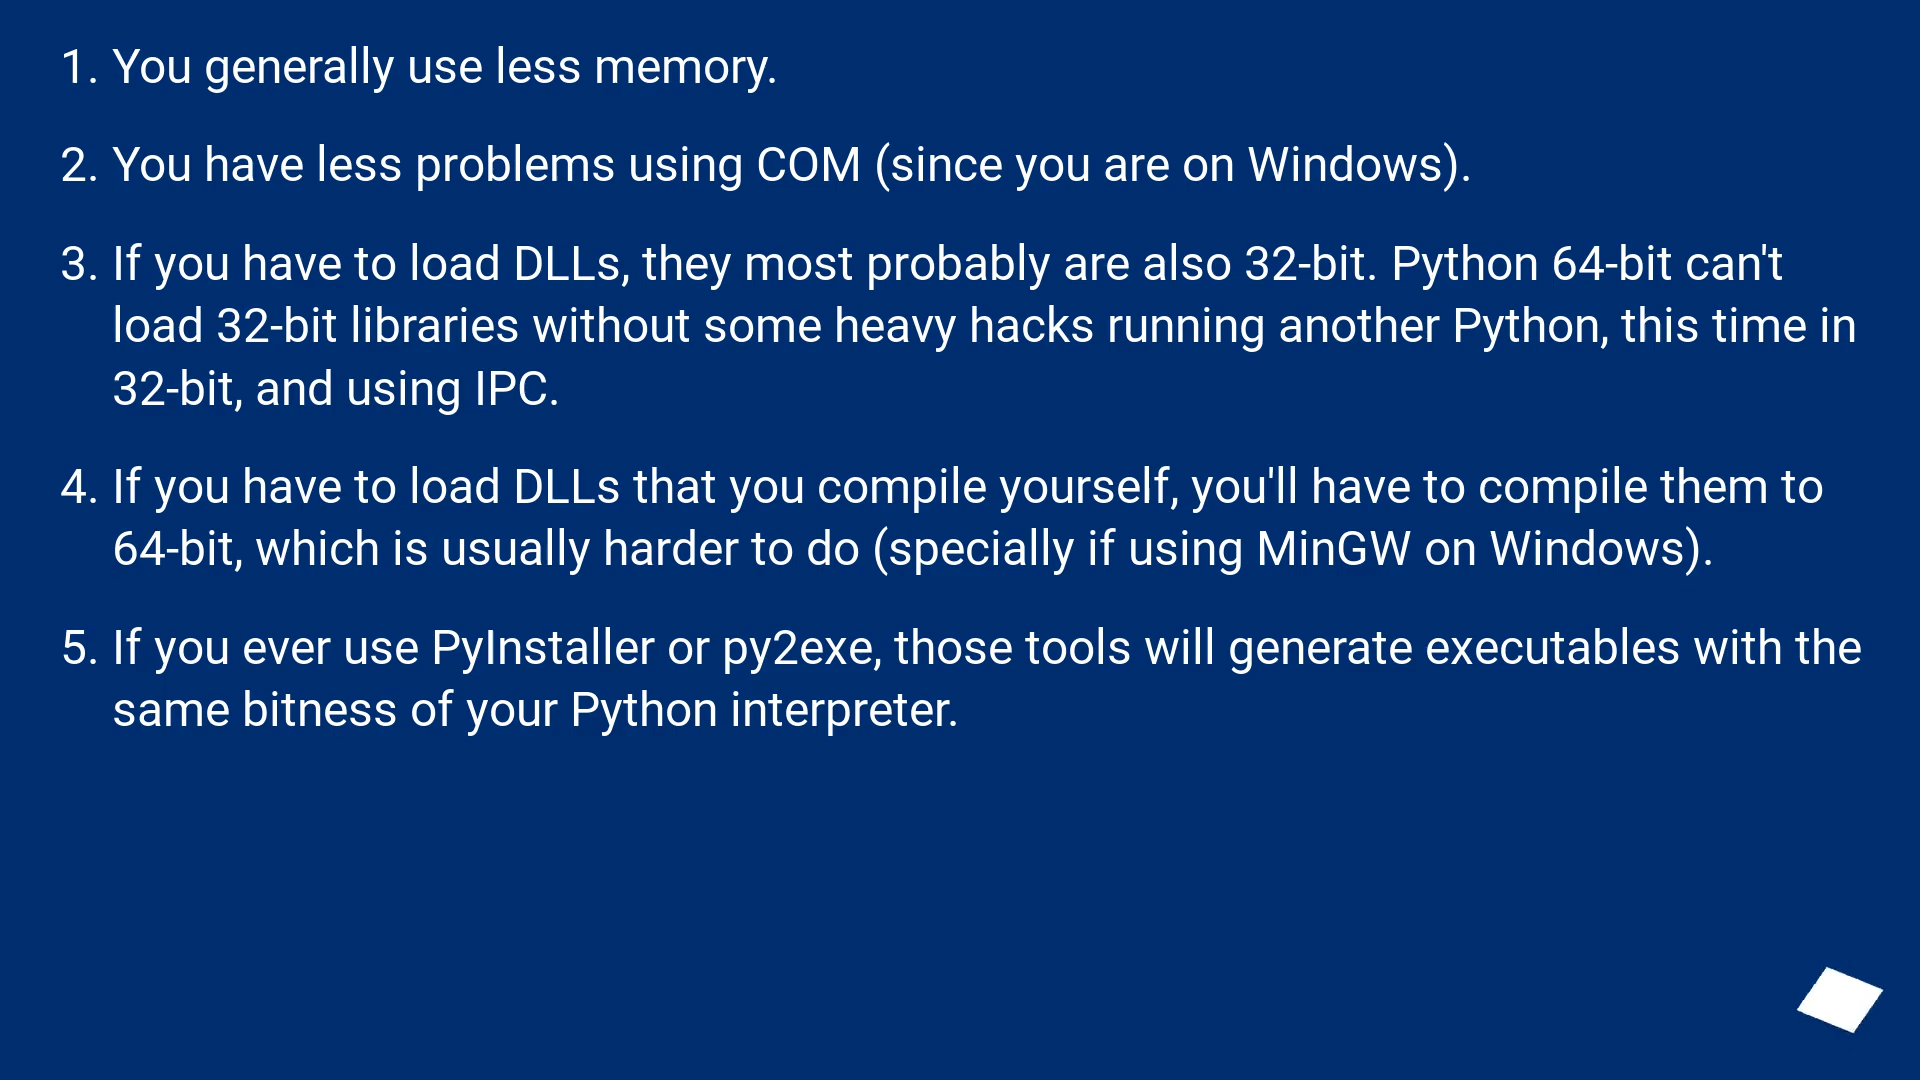 1. You generally use less memory.
2. You have less problems using COM (since you are on Windows).
3. If you have to load DLLs, they most probably are also 32-bit. Python 64-bit can't
load 32-bit libraries without some heavy hacks running another Python, this time in
32-bit, and using IPC.
4. If you have to load DLLs that you compile yourself, you'll have to compile them to
64-bit, which is usually harder to do (specially if using MinGW on Windows).
5. If you ever use PyInstaller or py2exe, those tools will generate executables with the
same bitness of your Python interpreter.